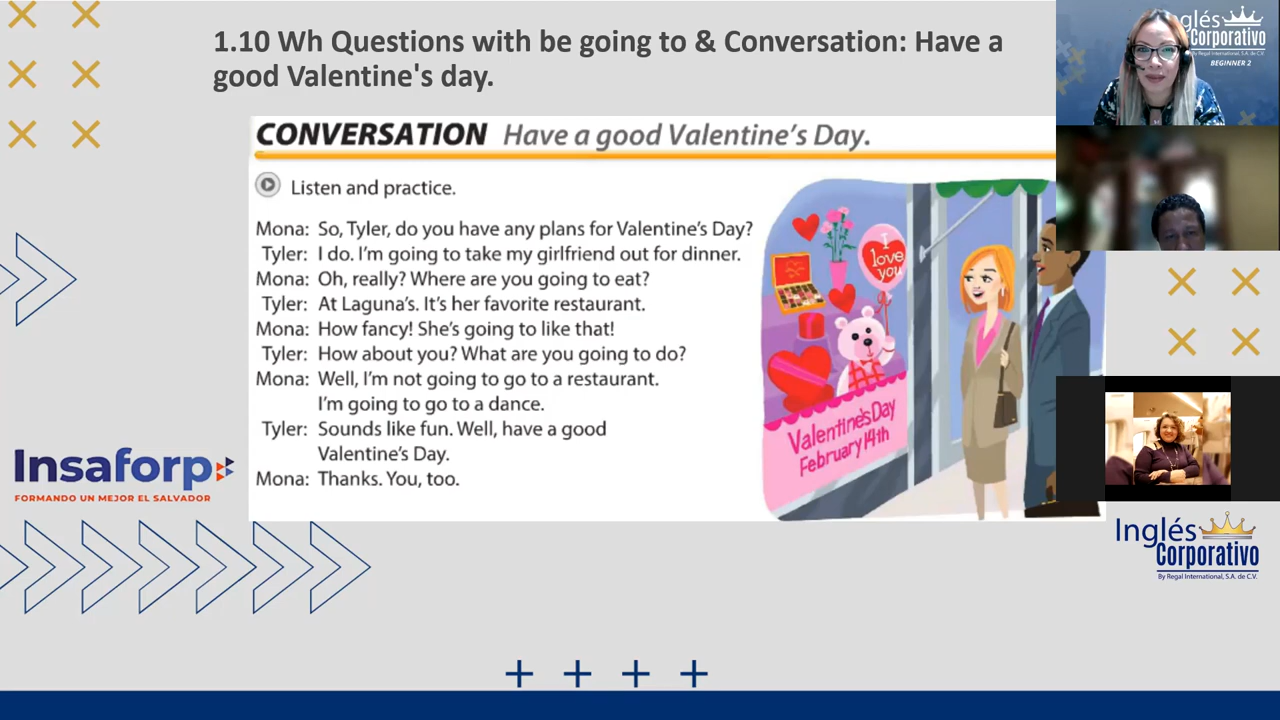 1.10 Wh Questions with be going to & Conversation: Have a
good Valentine's day.
CONVERSATION Have a good Valentine's Day.
Listen and practice.
Mona: So, Tyler, do you have any plans for Valentine's Day?
Tyler: I do. I'm going to take my girlfriend out for dinner.
Mona: Oh, really? Where are you going to eat?
Tyler: At Laguna's. It's her favorite restaurant.
Mona: How fancy! She's going to like that!
Tyler: How about you? What are you going to do?
Mona: Well, I'm not going to go to a restaurant.
I'm going to go to a dance.
Tyler: Sounds like fun. Well, have a good
Valentine's Day.
Mona: Thanks. You, too.
I
love
you
Valentine's Day
February 14th
Insaforp
FORMANDO UN MEJOR EL SALVADOR
Corporativo
By Regal International, S.A. de C.V.
BEGINNER 2
Inglés
Corporativo
By Regal International, S.A. de C.V.